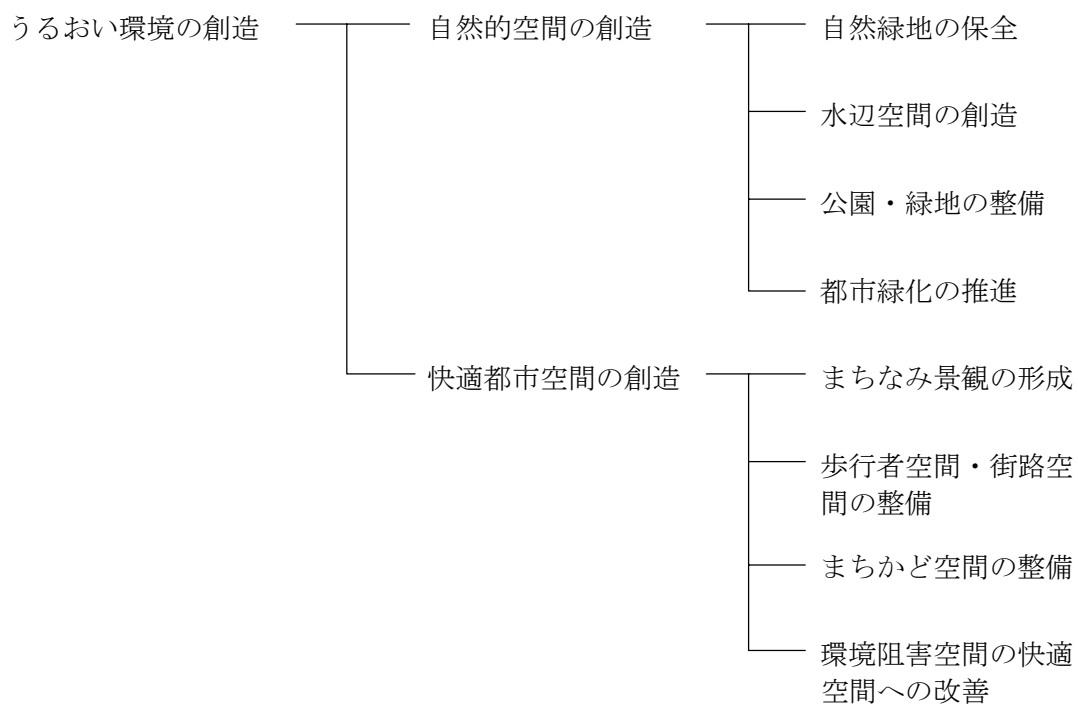 うるおい環境の創造
自然的空間の創造
自然緑地の保全
水辺空間の創造
公園・緑地の整備
都市緑化の推進
快適都市空間の創造
まちなみ景観の形成
歩行者空間・街路空
間の整備
まちかど空間の整備
環境阻害空間の快適
空間への改善